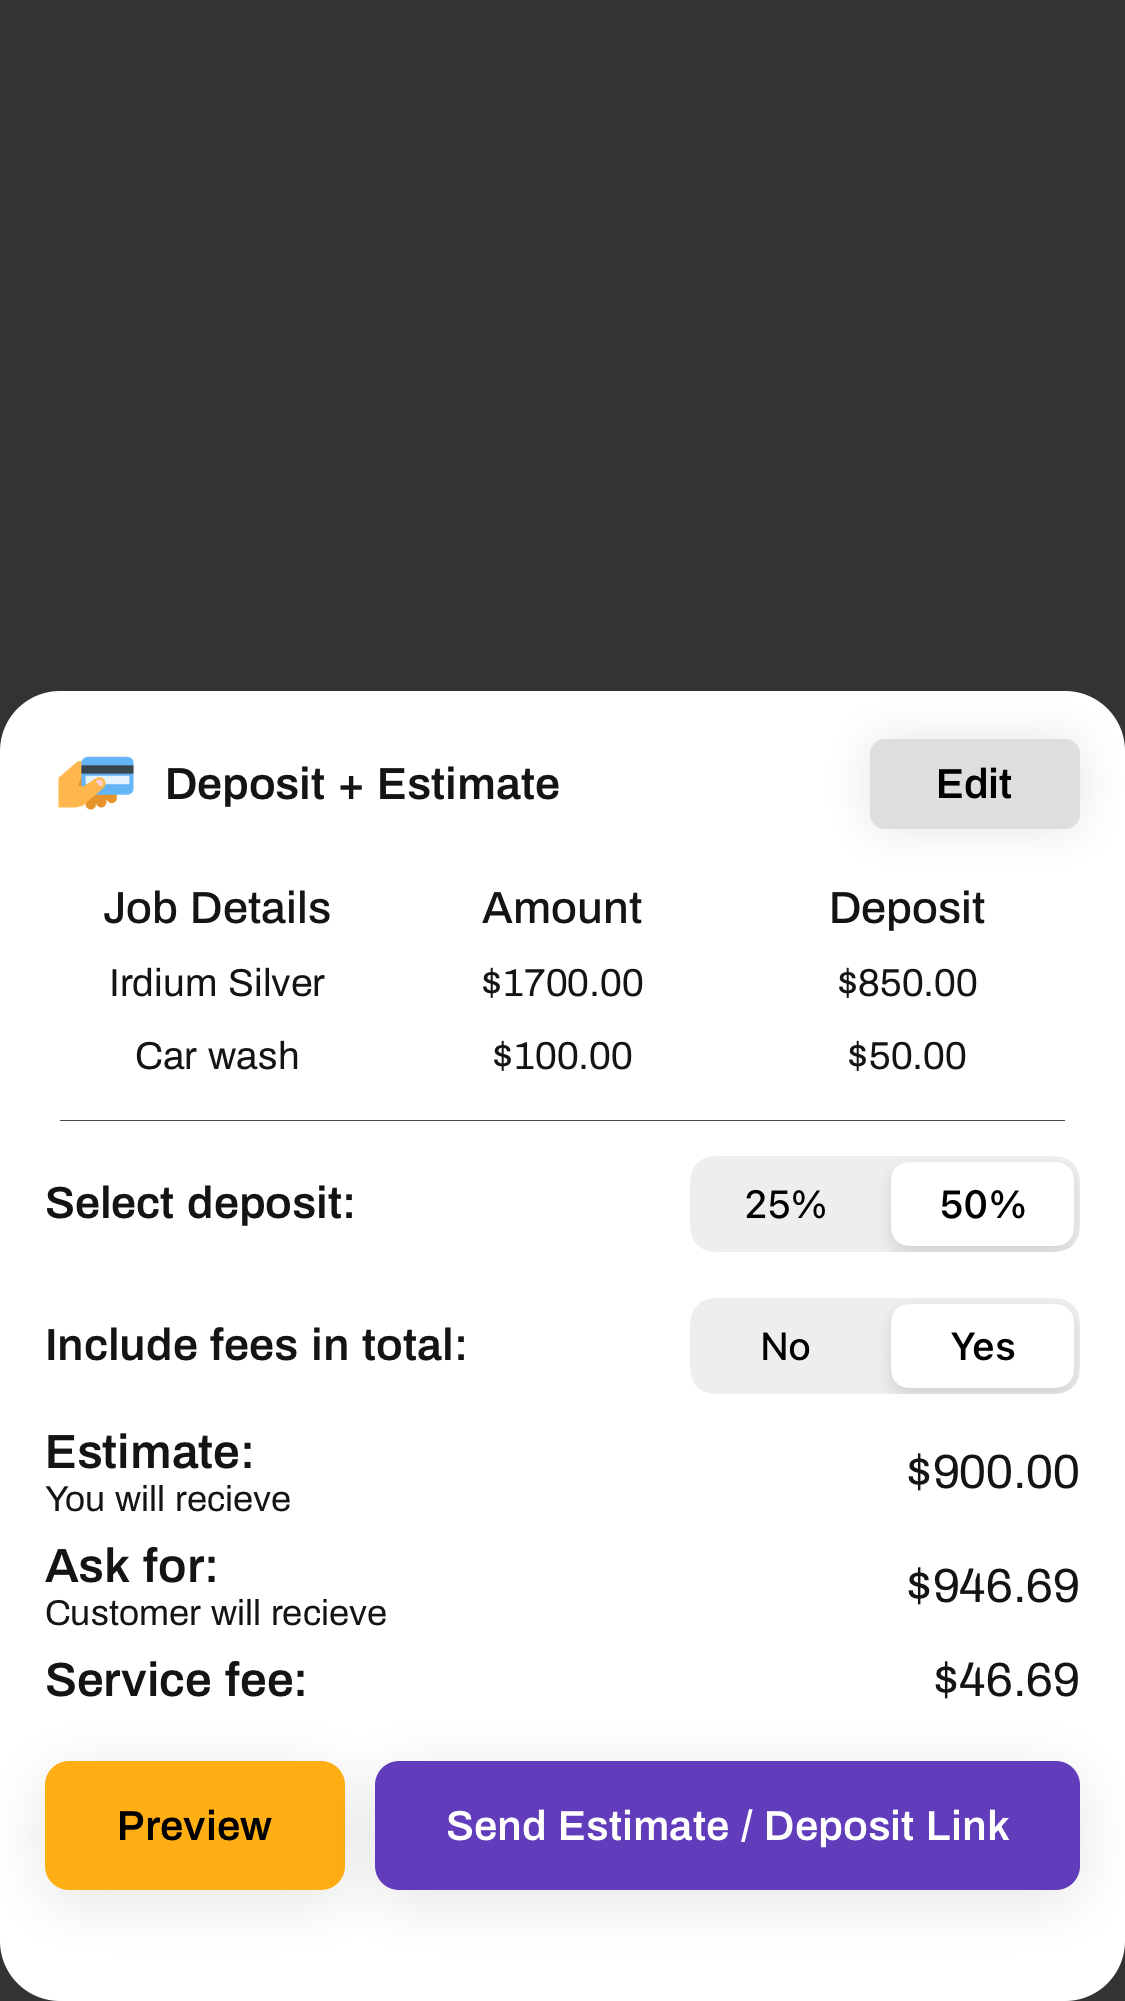 Deposit + Estimate
Edit
Job Details Amount Deposit
Irdium Silver $1700.00 $850.00
Car wash $100.00 $50.00
Select deposit: 25% 50%
Include fees in total: No Yes
Estimate:
You will recieve
$900.00
Ask for:
Customer will recieve
$946.69
Service fee: $46.69
Preview
Send Estimate / Deposit Link